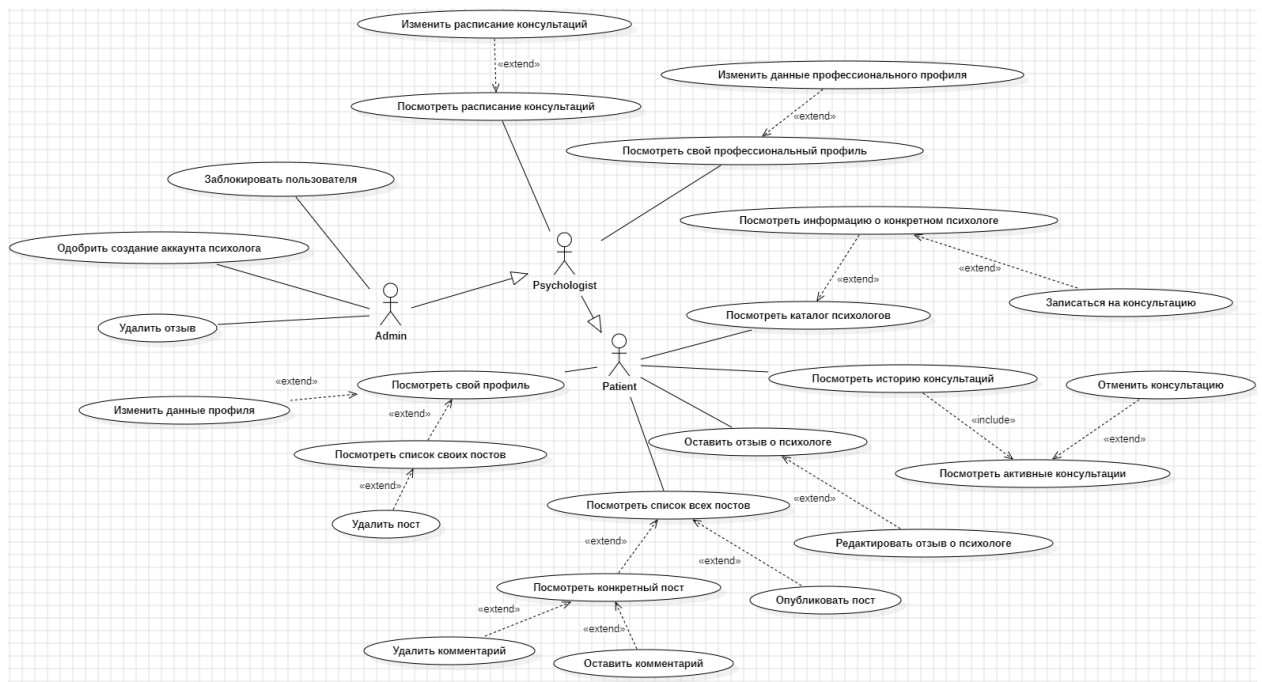 Изменить расписание консультаций
«extend»
Изменить данные профессионального профиля
Посмотреть расписание консультаций
«extend»
Посмотреть свой профессиональный профиль
Заблокировать пользователя
Посмотреть информацию о конкретном психологе
Одобрить создание аккаунта психолога
«extend»
«extend»
Psychologist
Записаться на консультацию
Посмотреть каталог психологов
Удалить отзыв
Admin
Посмотреть историю консультаций
«extend»
Посмотреть свой профиль
Patient
Отменить консультацию
Изменить данные профиля
«extend»
«include»
«extend»
Оставить отзыв о психологе
Посмотреть список своих постов
Посмотреть активные консультации
«extend»
«extend»
Посмотреть список всех постов
Удалить пост
«extend»
Редактировать отзыв о психологе
«extend»
Посмотреть конкретный пост
Опубликовать пост
«extend»
«extend»
Удалить комментарий
Оставить комментарий